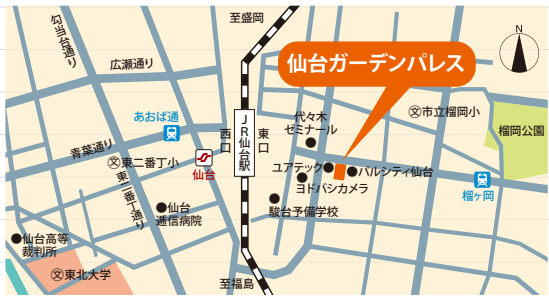 至盛岡
N
勾当台通り
広瀬通り
仙台ガーデンパレス
あおば通
代々木
ゼミナール
市立榴岡小
文
榴岡公園
青葉通り
文
東二番丁小
西口
JR仙台駅
東口
仙台
ユアテック
パルシティ仙台
ヨドバシカメラ
榴ヶ岡
東二番丁通り
仙台
逓信病院
駿台予備学校
仙台高等
裁判所
文
東北大学
至福島